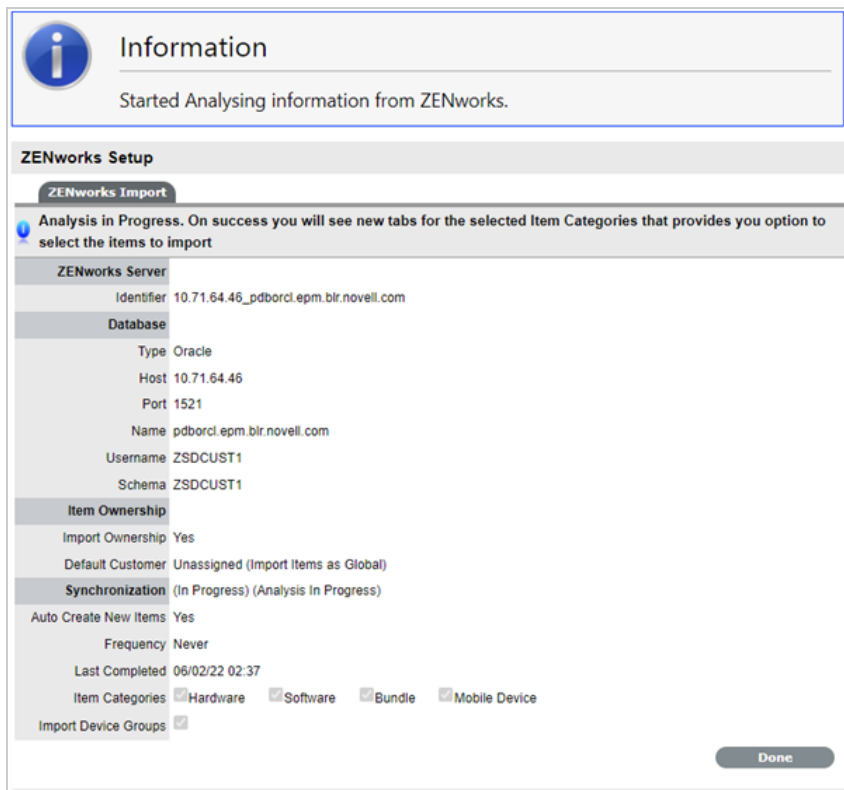 Information
Started Analysing information from ZENworks.
ZENworks Setup
ZENworks Import
Analysis in Progress. On success you will see new tabs for the selected Item Categories that provides you option to
select the items to import
ZENworks Server
Identifier 10.71.64.46_pdborcl.epm.blr.novell.com
Database
Type Oracle
Host 10.71.64.46
Port 1521
Name pdborcl.epm.blr.novell.com
Username ZSDCUST1
Schema ZSDCUST1
Item Ownership
Import Ownership Yes
Default Customer Unassigned (Import Items as Global)
Synchronization (In Progress) (Analysis In Progress)
Auto Create New Items Yes
Frequency Never
Last Completed 06/02/22 02:37
Item Categories Hardware Software Bundle Mobile Device
Import Device Groups
Done